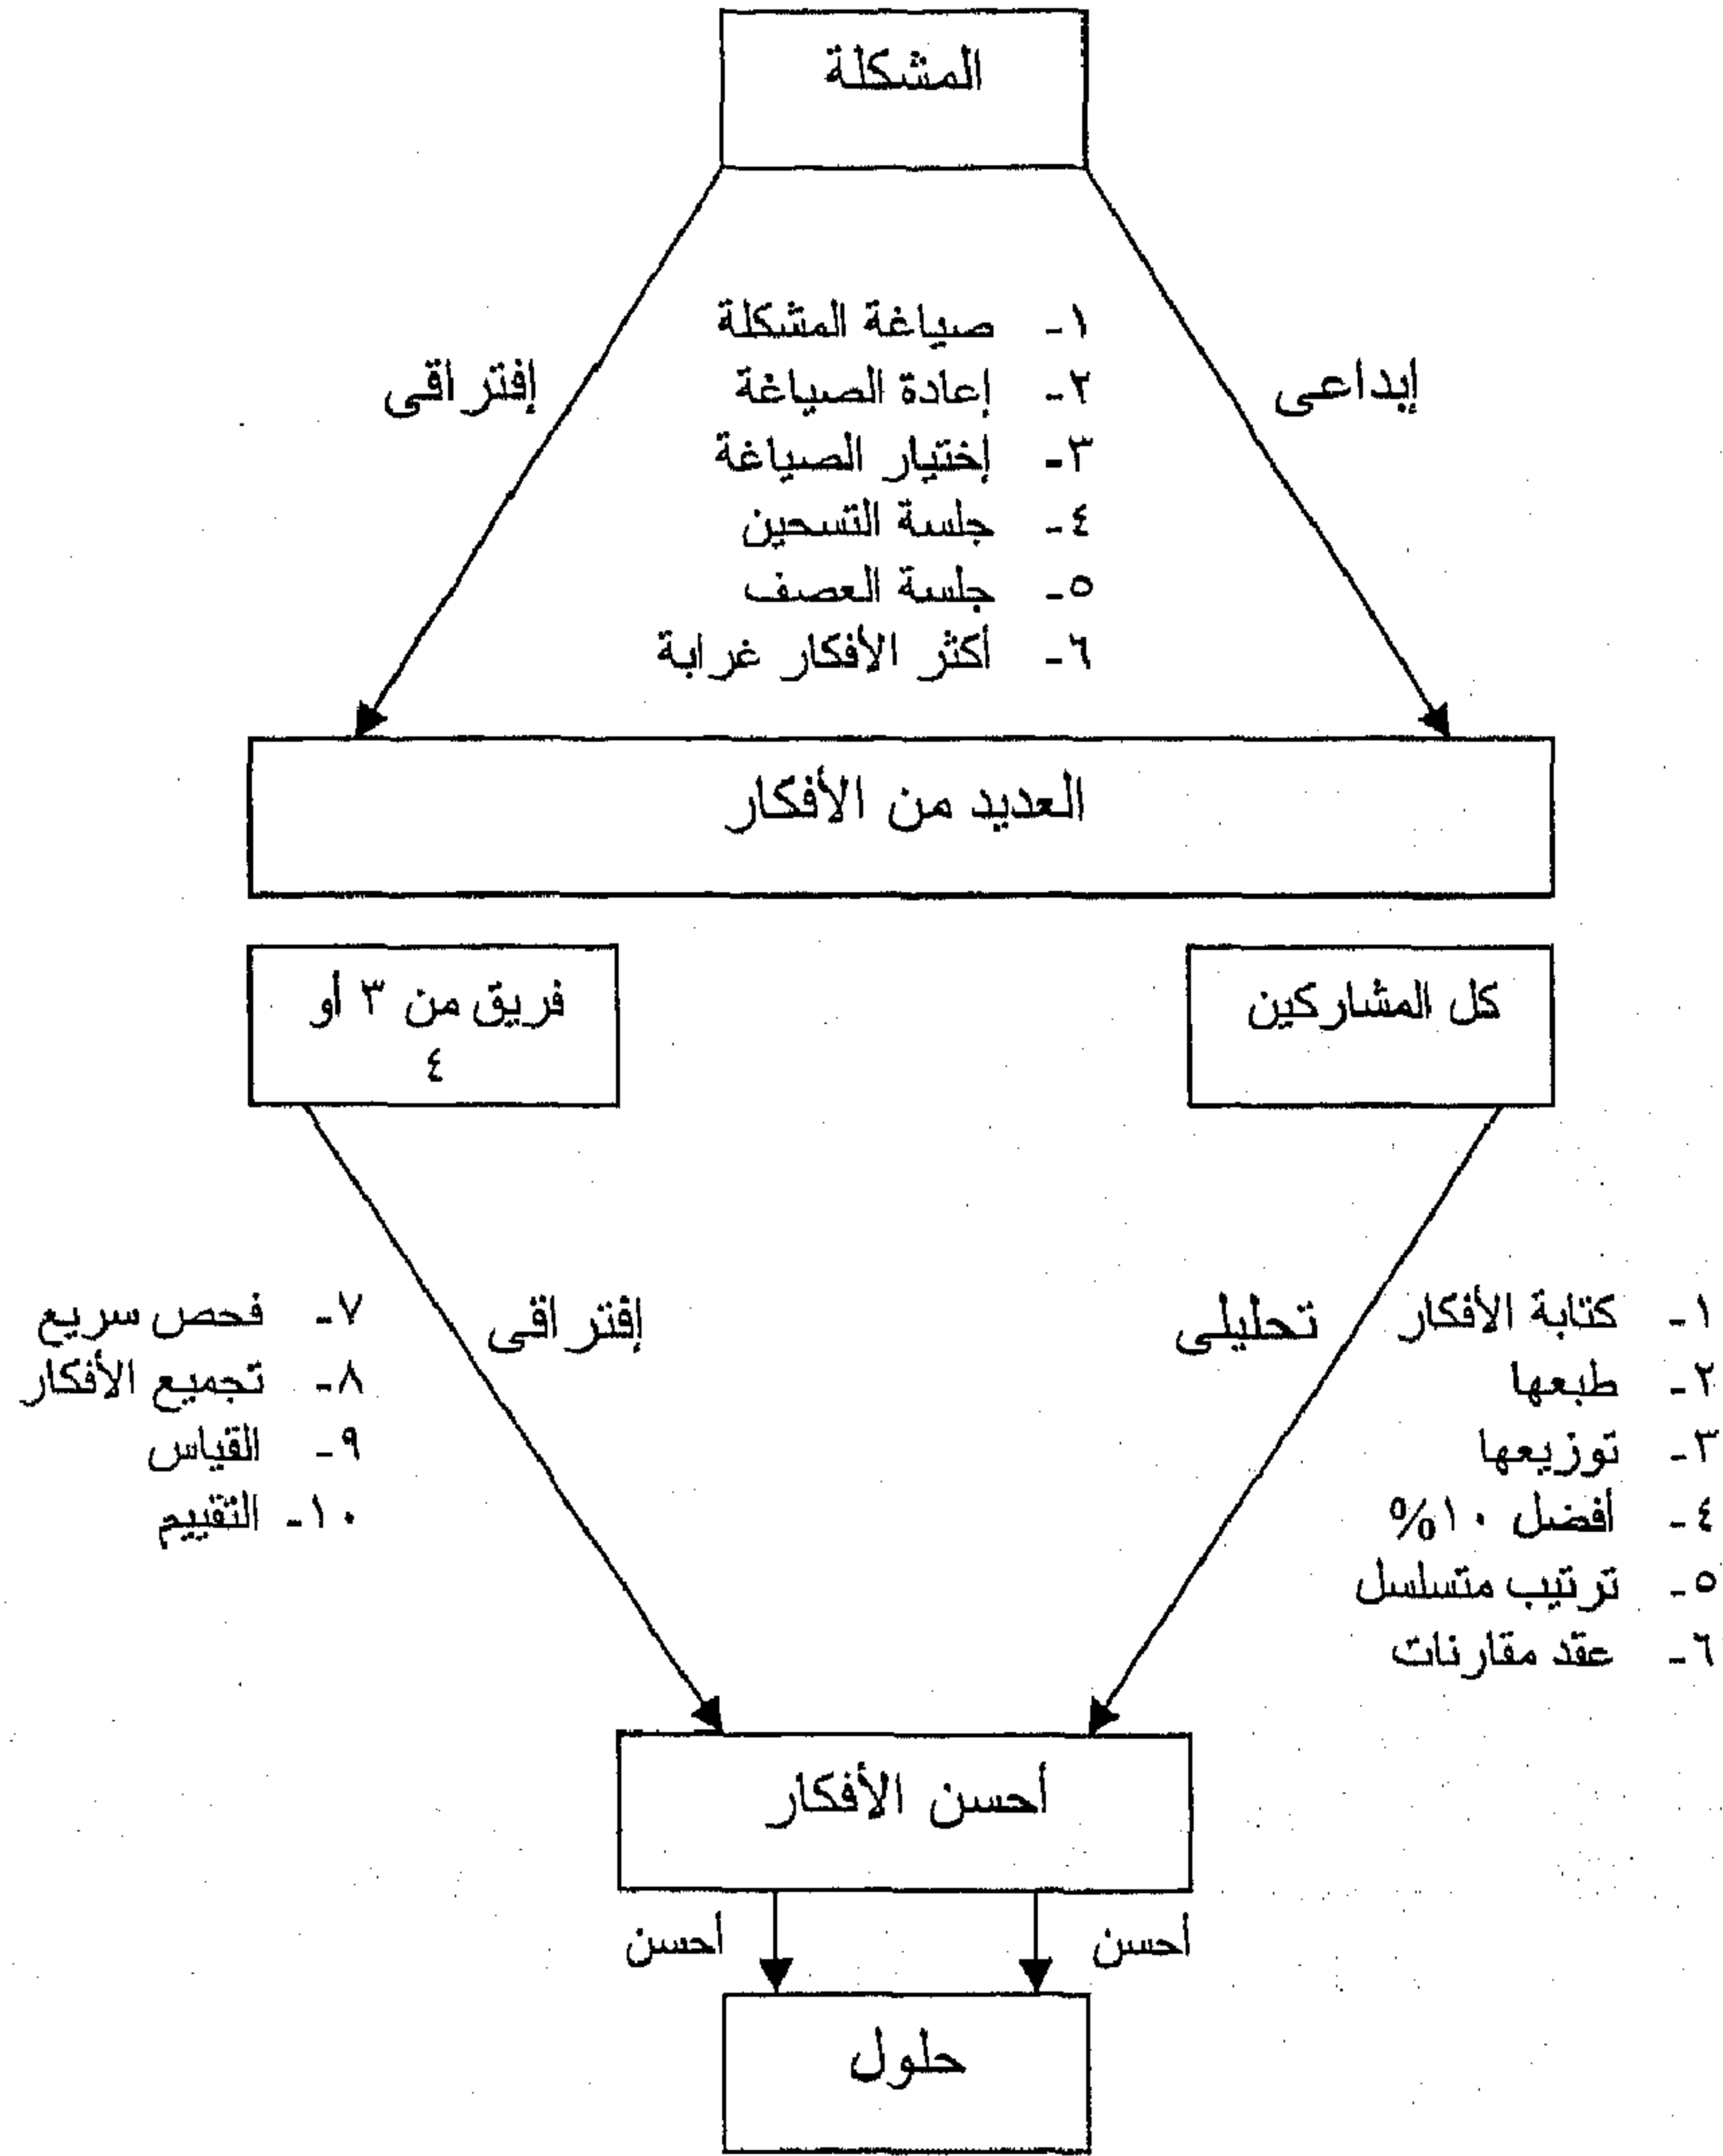 المشكلة
١- صياغة المشكلة
٢- إعادة الصياغة
إبداعى
إفتراقى
٣- إختيار الصياغة
٤- جلسة التسحين
٥- جلسة العصف
٦- أكثر الأفكار غرابة
العديد من الأفكار
كل المشاركين
فريق من ٣ أو
٤
١- كتابة الأفكار
٢- طبعها
٣- توزيعها
٤- أفضل ١٠%
٥- ترتيب متسلسل
٦- عقد مقارنات
تحليلى
إفتراقى
٧- فحص سريع
٨- تجميع الأفكار
٩- القياس
١٠- التقييم
أحسن الأفكار
أحسن
أحسن
حلول